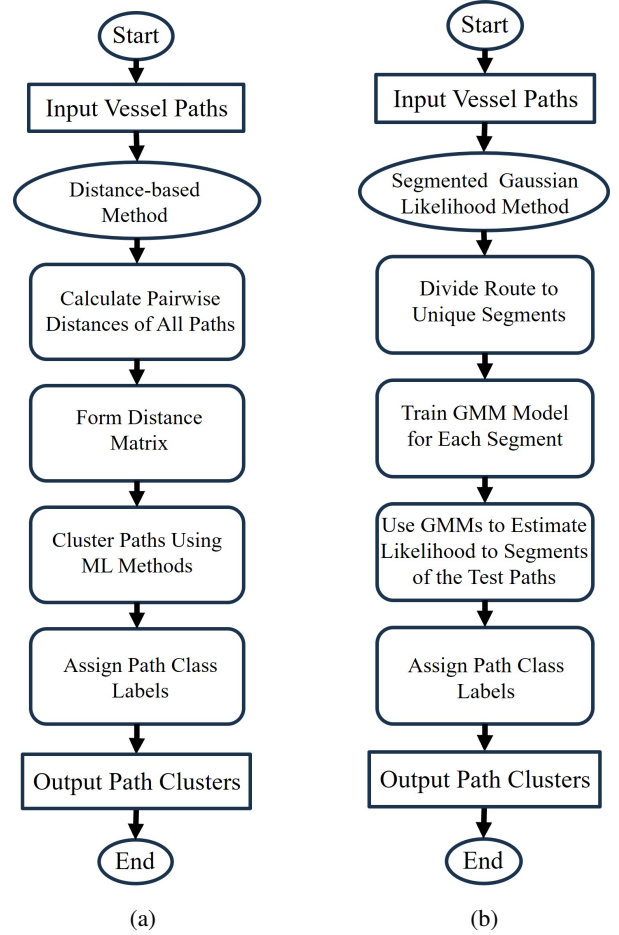 Start
Input Vessel Paths
Distance-based
Method
Calculate Pairwise
Distances of All Paths
Form Distance
Matrix
Cluster Paths Using
ML Methods
Assign Path Class
Labels
Output Path Clusters
End
(a)
Start
Input Vessel Paths
Segmented Gaussian
Likelihood Method
Divide Route to
Unique Segments
Train GMM Model
for Each Segment
Use GMMs to Estimate
Likelihood to Segments
of the Test Paths
Assign Path Class
Labels
Output Path Clusters
End
(b)